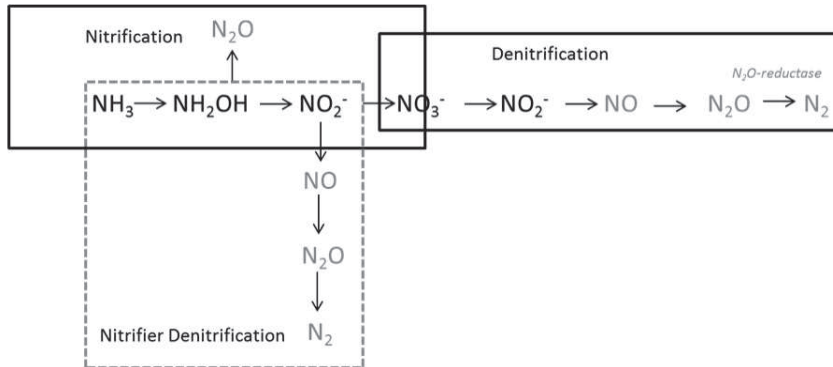 Nitrification
N₂O
Denitrification
N₂O-reductase
NH₃ → NH₂OH → NO₂⁻ → NO₃⁻ → NO₂⁻ → NO → N₂O → N₂
NO
N₂O
Nitrifier Denitrification N₂